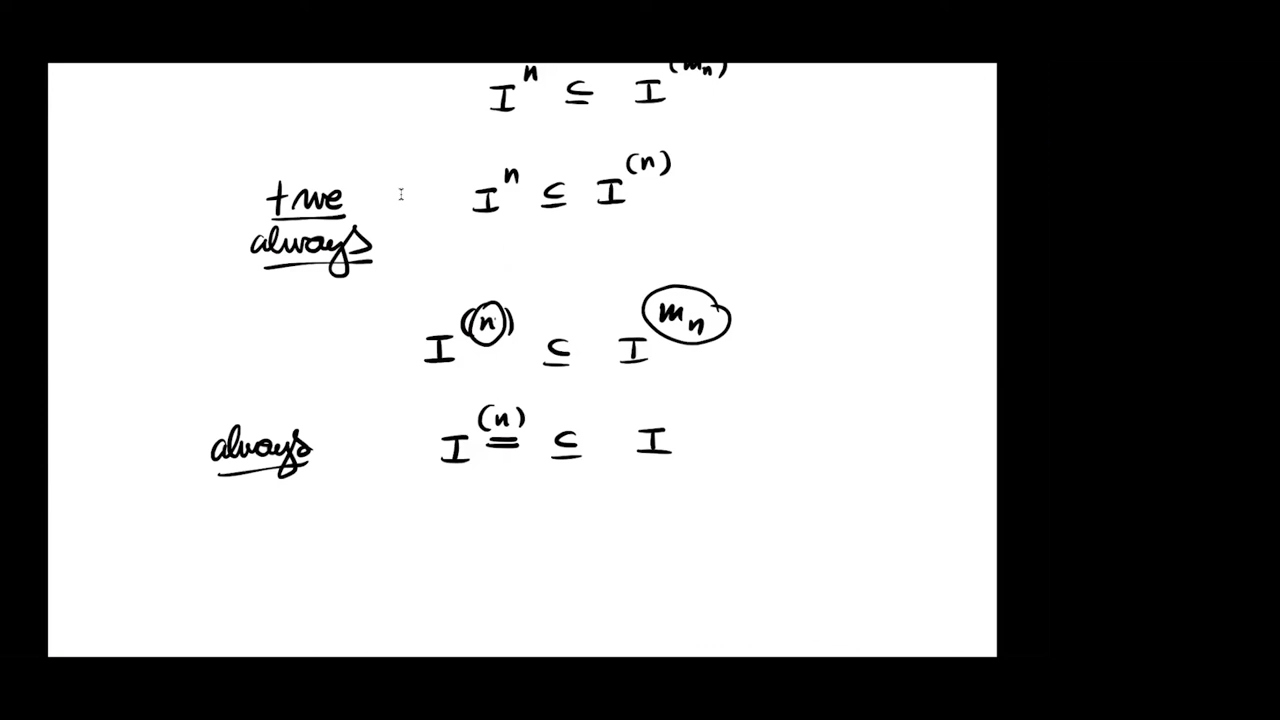 I^n ⊆ I^(m_n)
true I^n ⊆ I^(n)
always
I^(n) ⊆ I^m_n
always I^(n) ⊆ I